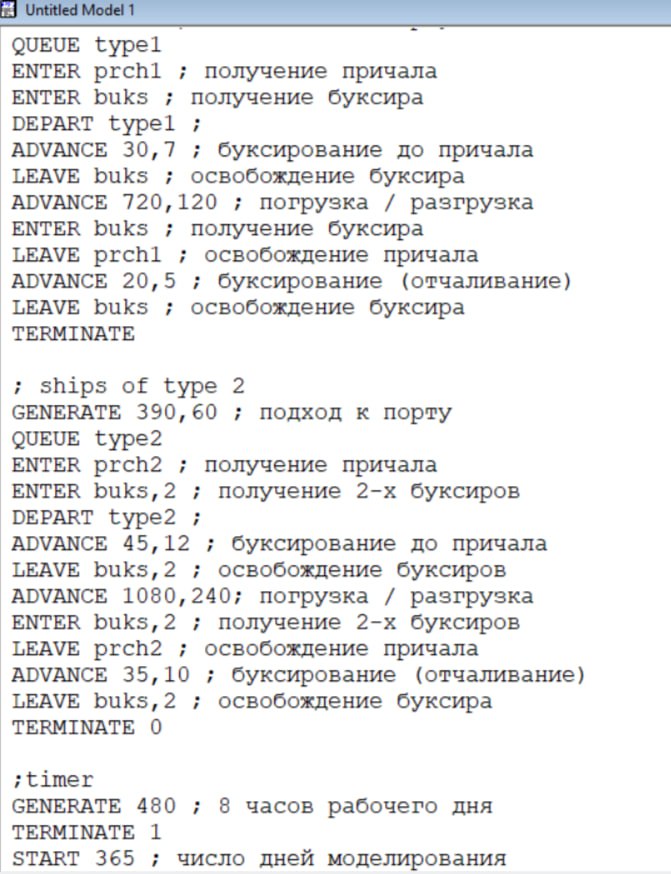 Untitled Model 1
QUEUE type1
ENTER prch1 ; получение причала
ENTER buks ; получение буксира
DEPART type1 ;
ADVANCE 30,7 ; буксирование до причала
LEAVE buks ; освобождение буксира
ADVANCE 720,120 ; погрузка / разгрузка
ENTER buks ; получение буксира
LEAVE prch1 ; освобождение причала
ADVANCE 20,5 ; буксирование (отчаливание)
LEAVE buks ; освобождение буксира
TERMINATE
; ships of type 2
GENERATE 390,60 ; подход к порту
QUEUE type2
ENTER prch2 ; получение причала
ENTER buks,2 ; получение 2-х буксиров
DEPART type2 ;
ADVANCE 45,12 ; буксирование до причала
LEAVE buks,2 ; освобождение буксиров
ADVANCE 1080,240; погрузка / разгрузка
ENTER buks,2 ; получение 2-х буксиров
LEAVE prch2 ; освобождение причала
ADVANCE 35,10 ; буксирование (отчаливание)
LEAVE buks,2 ; освобождение буксира
TERMINATE 0
;timer
GENERATE 480 ; 8 часов рабочего дня
TERMINATE 1
START 365 ; число дней моделирования